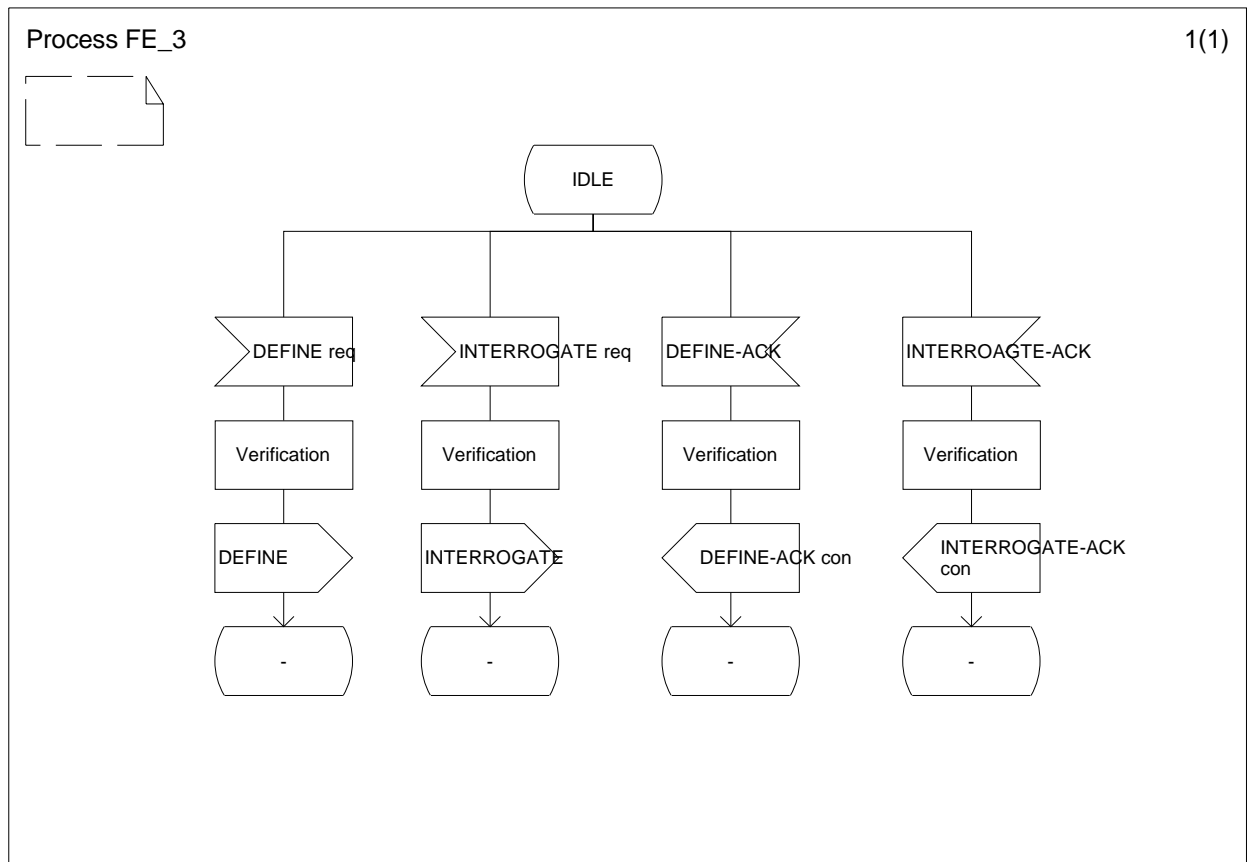 Process FE_3
1(1)
IDLE
DEFINE req
INTERROGATE req
DEFINE-ACK
INTERROAGTE-ACK
Verification
Verification
Verification
Verification
DEFINE
INTERROGATE
DEFINE-ACK con
INTERROGATE-ACK
con
-
-
-
-